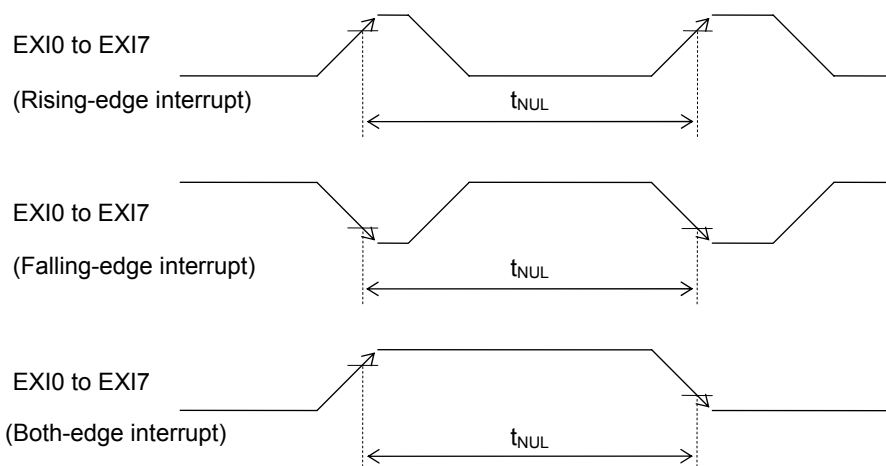 EXI0 to EXI7
(Rising-edge interrupt)
tNUL
EXI0 to EXI7
(Falling-edge interrupt)
tNUL
EXI0 to EXI7
(Both-edge interrupt)
tNUL